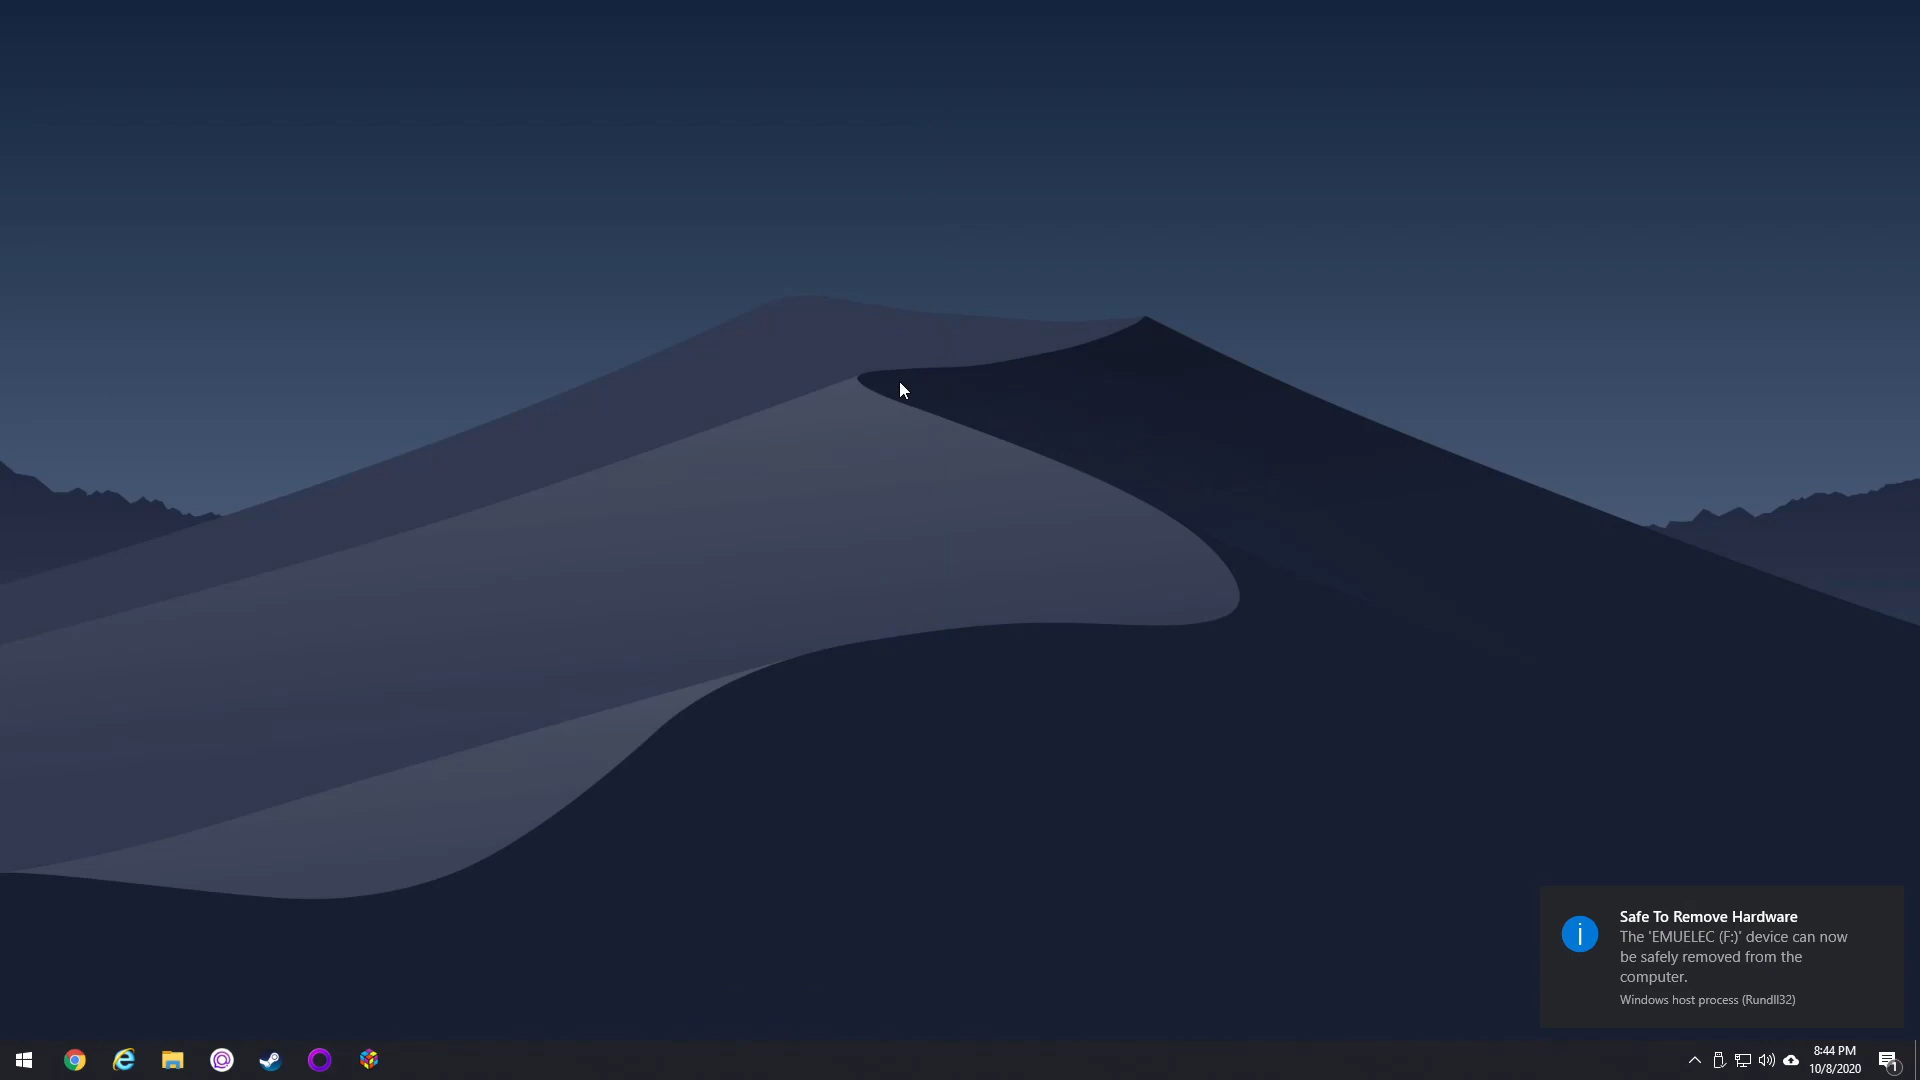 Safe To Remove Hardware
The 'EMUELEC (F:)' device can now
be safely removed from the
computer.
Windows host process (Rundll32)
8:44 PM
10/8/2020
1